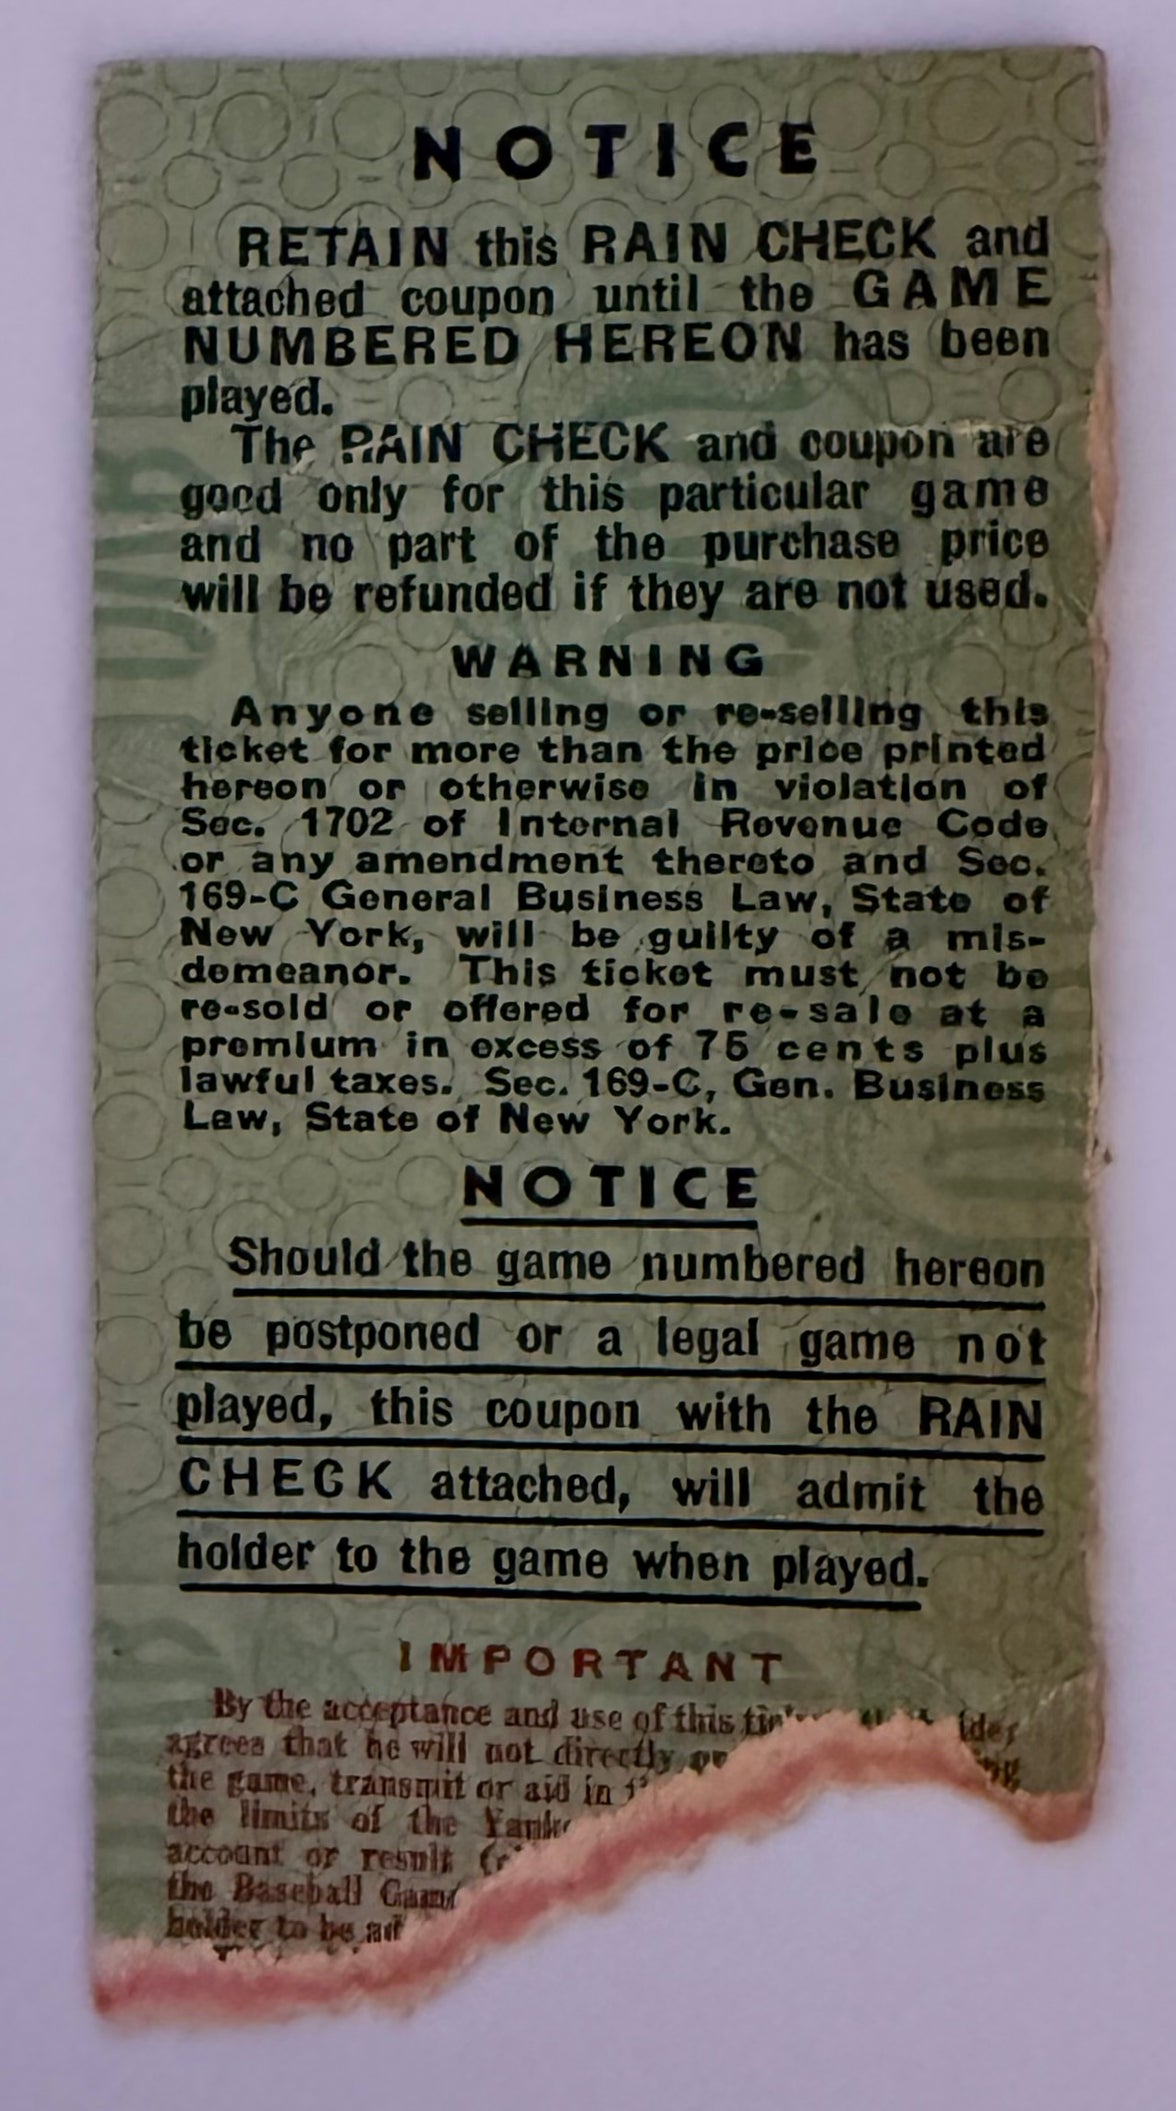 NOTICE
RETAIN this RAIN CHECK and
attached coupon until the GAME
NUMBERED HEREON has been
played.
The RAIN CHECK and coupon are
good only for this particular game
and no part of the purchase price
will be refunded if they are not used.
WARNING
Anyone selling or re-selling this
ticket for more than the price printed
hereon or otherwise in violation of
Sec. 1702 of Internal Revenue Code
or any amendment thereto and Sec.
169-C General Business Law, State of
New York, will be guilty of a mis-
demeanor. This ticket must not be
re-sold or offered for re-sale at a
premium in excess of 75 cents plus
lawful taxes. Sec. 169-C, Gen. Business
Law, State of New York.
NOTICE
Should the game numbered hereon
be postponed or a legal game not
played, this coupon with the RAIN
CHECK attached, will admit the
holder to the game when played.
IMPORTANT
By the acceptance and use of this
agrees that he will not directly or
the game, transmit or aid in
the limits of the
account or result
the Baseball
holder to be